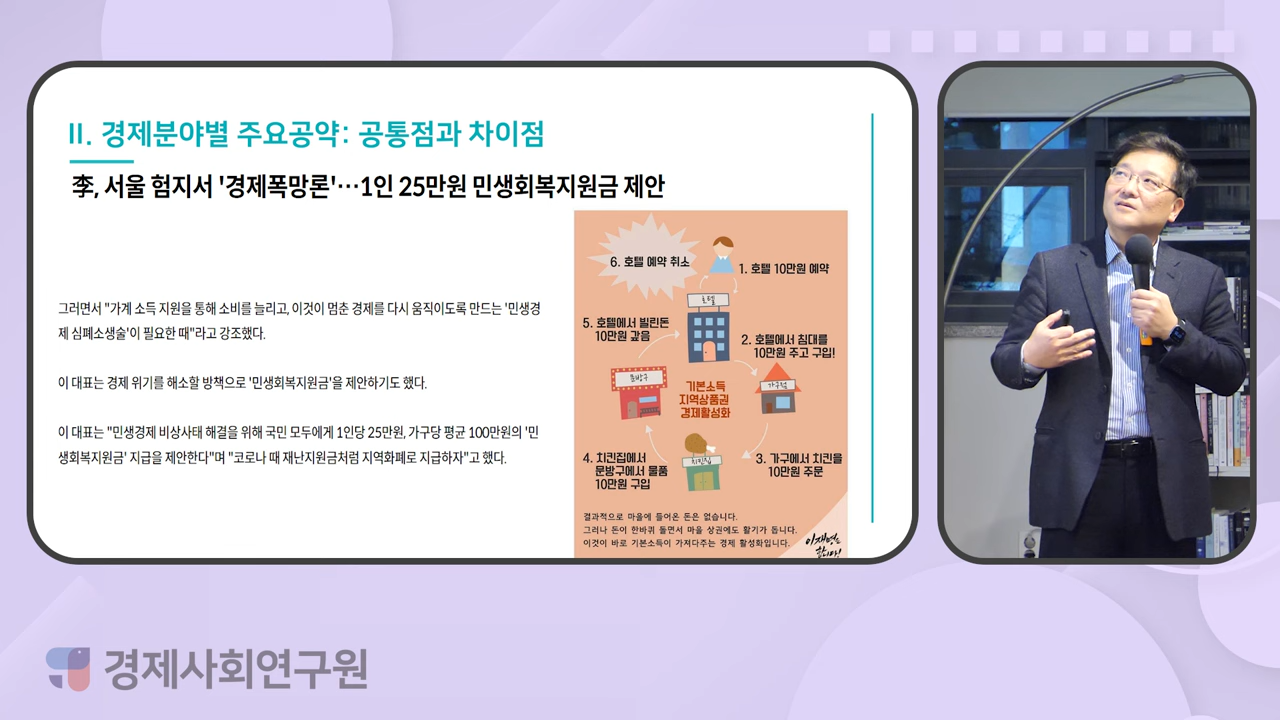 II. 경제분야별 주요공약: 공통점과 차이점
李, 서울 험지서 '경제폭망론'…1인 25만원 민생회복지원금 제안
그러면서 "가게 소득 지원을 통해 소비를 늘리고, 이것이 멈춘 경제를 다시 움직이도록 만드는 '민생경
제 심폐소생술'이 필요한 때"라고 강조했다.
이 대표는 경제 위기를 해소할 방책으로 '민생회복지원금'을 제안하기도 했다.
이 대표는 "민생경제 비상사태 해결을 위해 국민 모두에게 1인당 25만원, 가구당 평균 100만원의 '민
생회복지원금' 지급을 제안한다"며 "코로나 때 재난지원금처럼 지역화폐로 지급하자"고 했다.
6. 호텔 예약 취소
1. 호텔 10만원 예약
호텔
5. 호텔에서 빌린돈
10만원 갚음
2. 호텔에서 침대를
10만원 주고 구입!
문방구
가구점
기본소득
지역상품권
경제활성화
치킨집
4. 치킨집에서
문방구에서 물품
10만원 구입
3. 가구에서 치킨을
10만원 주문
결과적으로 마을에 들어온 돈은 없습니다.
그러나 돈이 한바퀴 돌면서 마을 상권에도 활기가 돕니다.
이것이 바로 기본소득이 가져다주는 경제 활성화입니다.
이재명은
합니다!
경제사회연구원